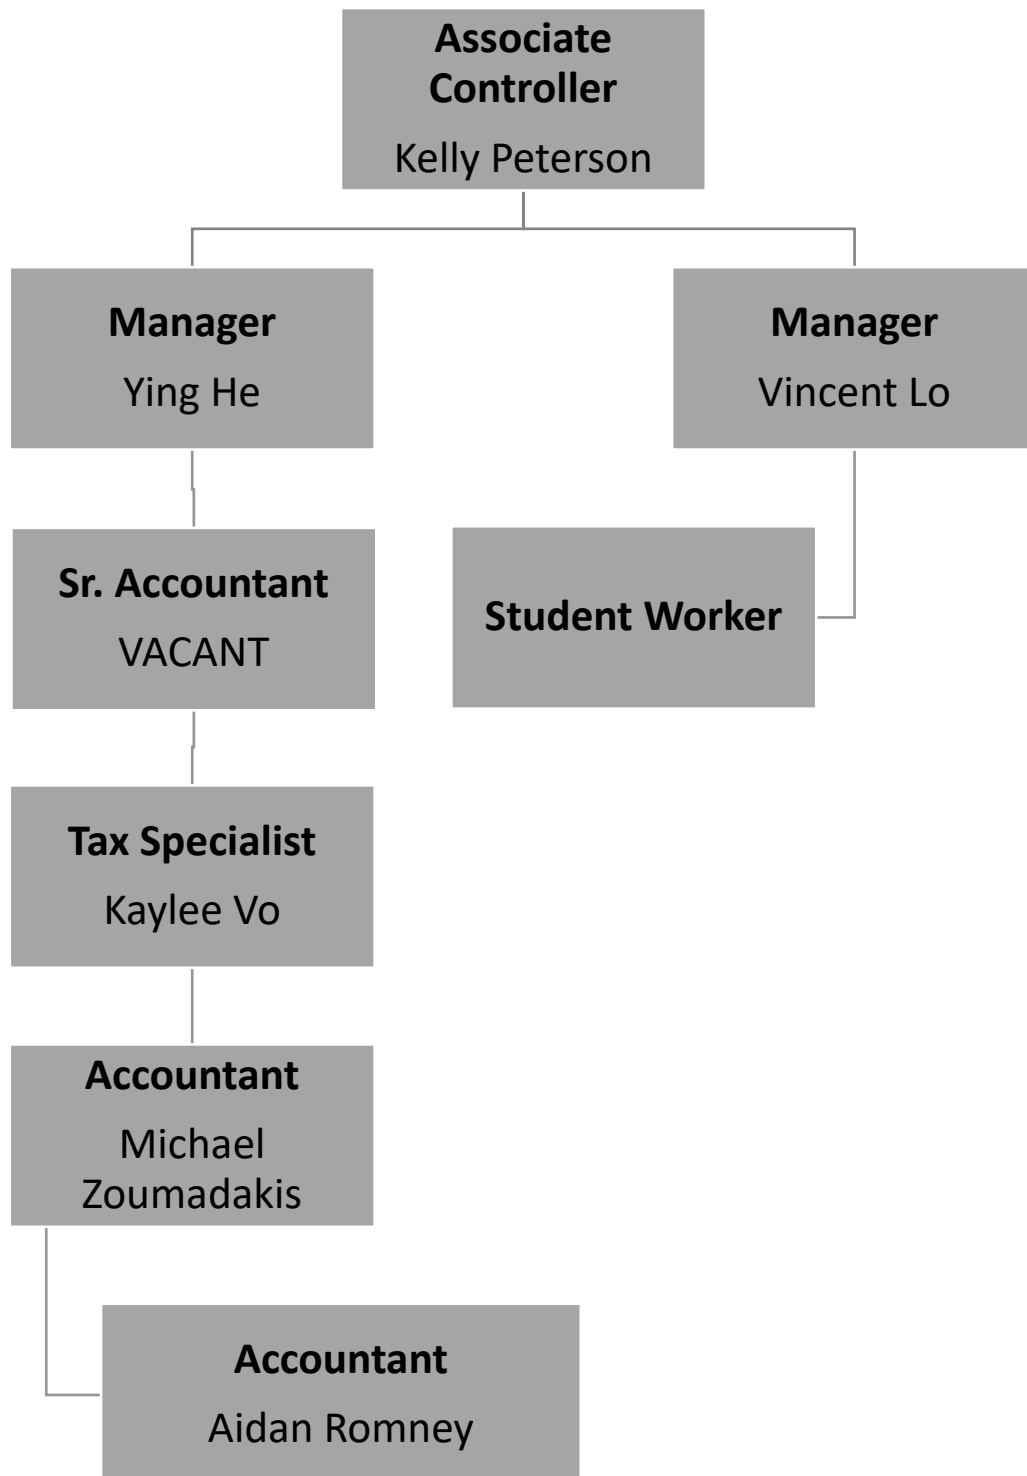 Associate
Controller
Kelly Peterson
Manager
Ying He
Manager
Vincent Lo
Sr. Accountant
VACANT
Student Worker
Tax Specialist
Kaylee Vo
Accountant
Michael
Zoumadakis
Accountant
Aidan Romney